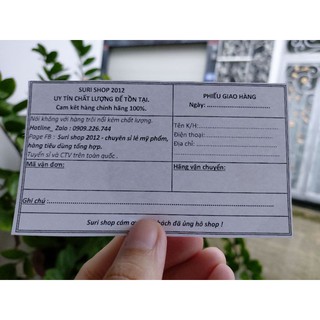 SURI SHOP 2012
UY TÍN CHẤT LƯỢNG ĐỂ TỒN TẠI.
Cam kết hàng chính hãng 100%.
PHIẾU GIAO HÀNG
Ngày:
Nói không với hàng trôi nổi kém chất lượng.
Hotline_ Zalo : 0909.226.744
Page FB : Suri shop 2012 - chuyên sỉ lẻ mỹ phẩm,
hàng tiêu dùng tổng hợp.
Tuyển sỉ và CTV trên toàn quốc.
Tên K/H:
Điện thoại:
Địa chỉ:
Mã vận đơn:
Hàng vận chuyển:
Ghi chú :
Suri shop cảm ơn khách đã ủng hộ shop !